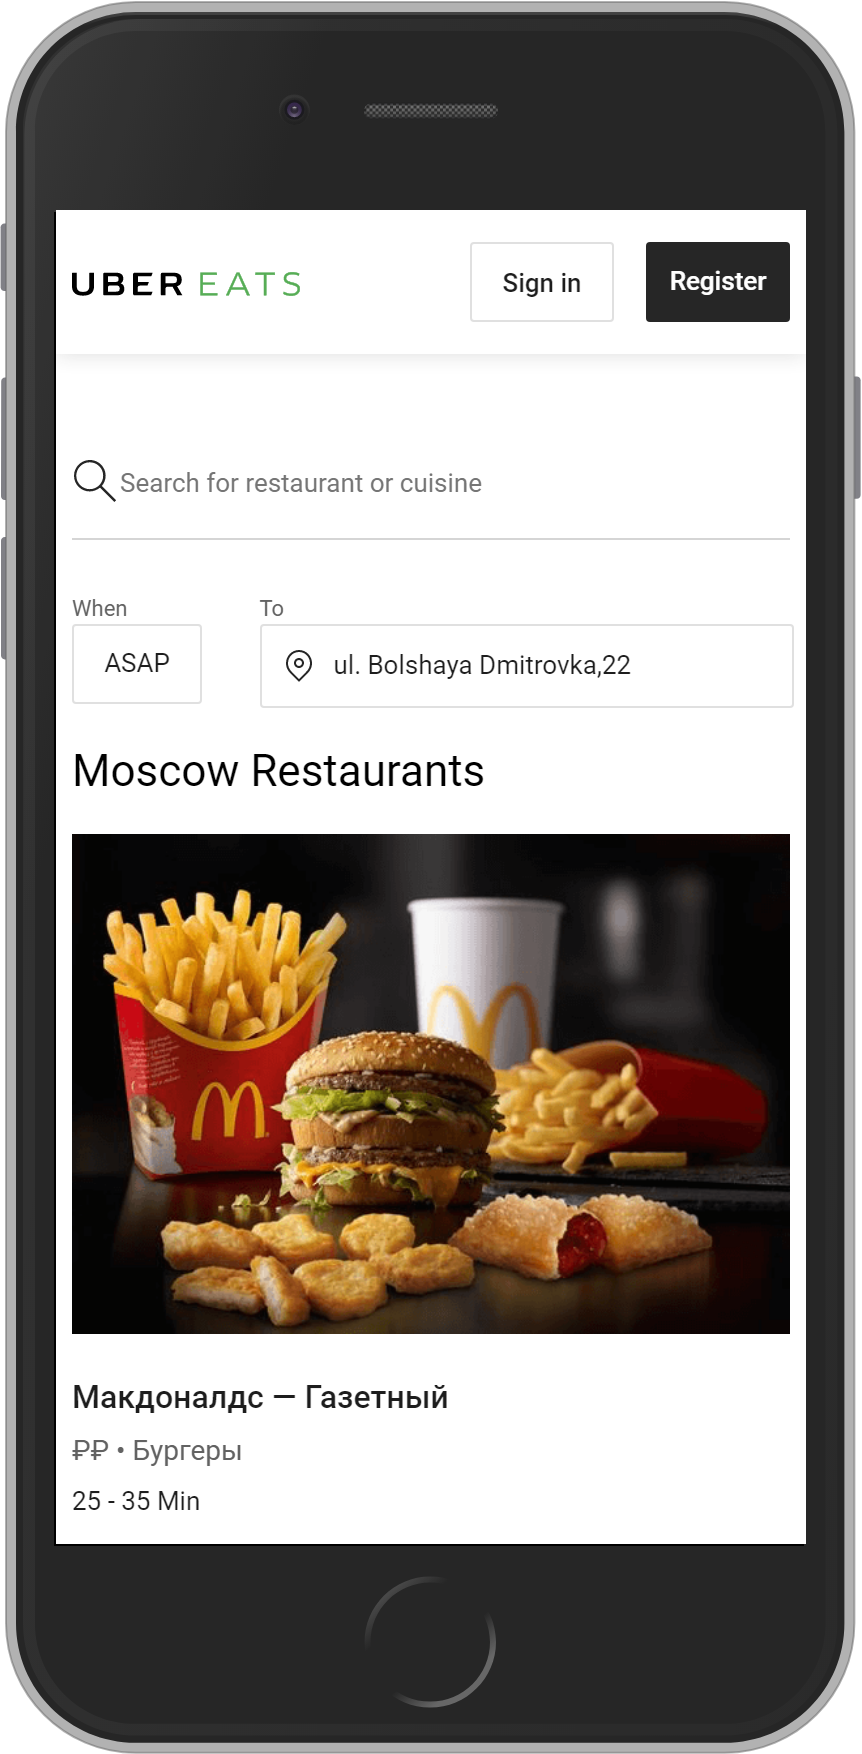 UBER EATS
Sign in
Register
Search for restaurant or cuisine
When
To
ASAP
ul. Bolshaya Dmitrovka,22
Moscow Restaurants
Макдоналдс — Газетный
₽₽ • Бургеры
25 - 35 Min